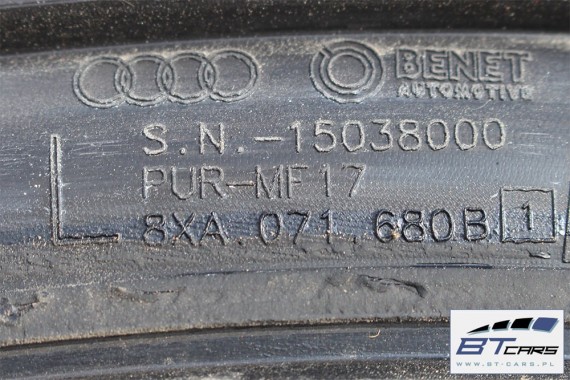 BENET
AUTOMOTIVE
S.N.-15038000
PUR-MF17
L 8XA.071.680B 1
BTCARS
WWW.BT-CARS.PL